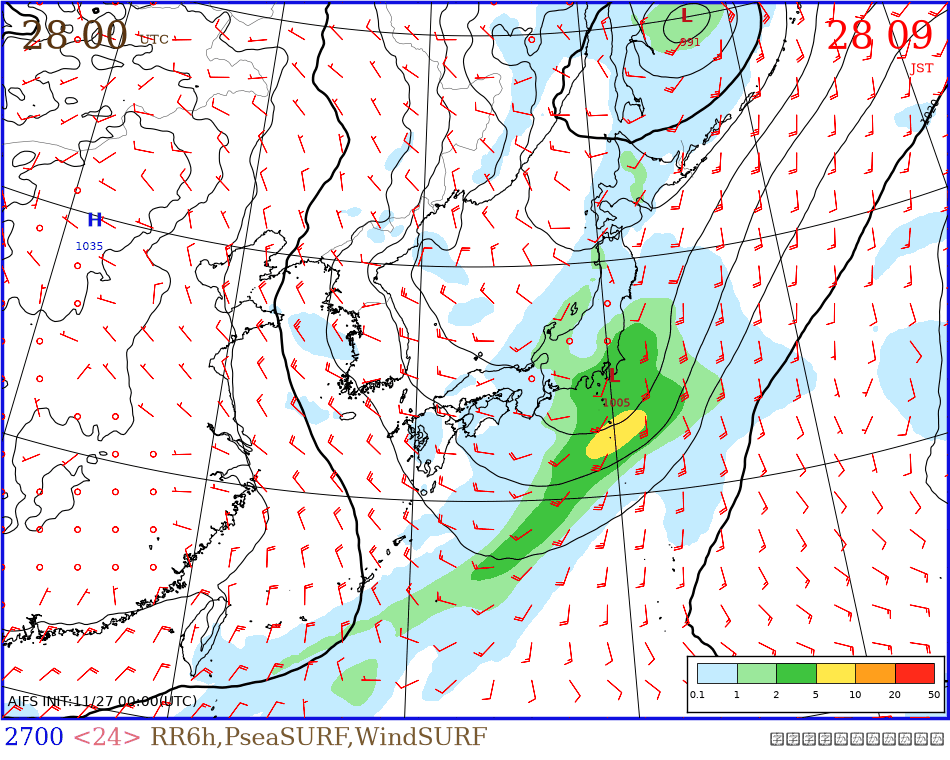 28 00 UTC
28 09
JST
L
991
1020
H
1035
L
1005
0.1 1 2 5 10 20 50
AIFS INIT:11/27 00:00(UTC)
2700 <24> RR6h,PseaSURF,WindSURF